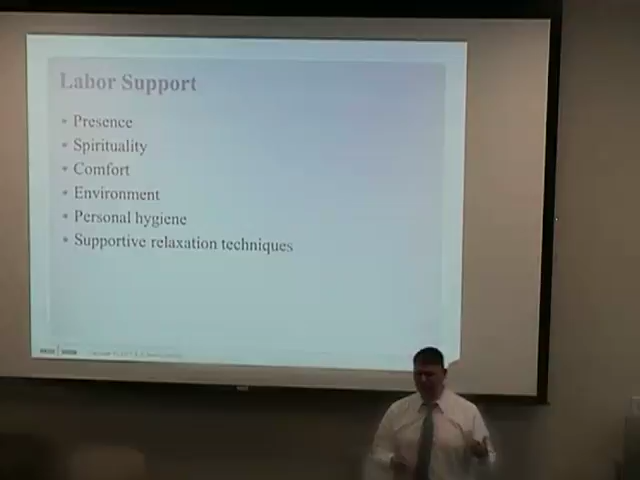 Labor Support
• Presence
• Spirituality
• Comfort
• Environment
• Personal hygiene
• Supportive relaxation techniques